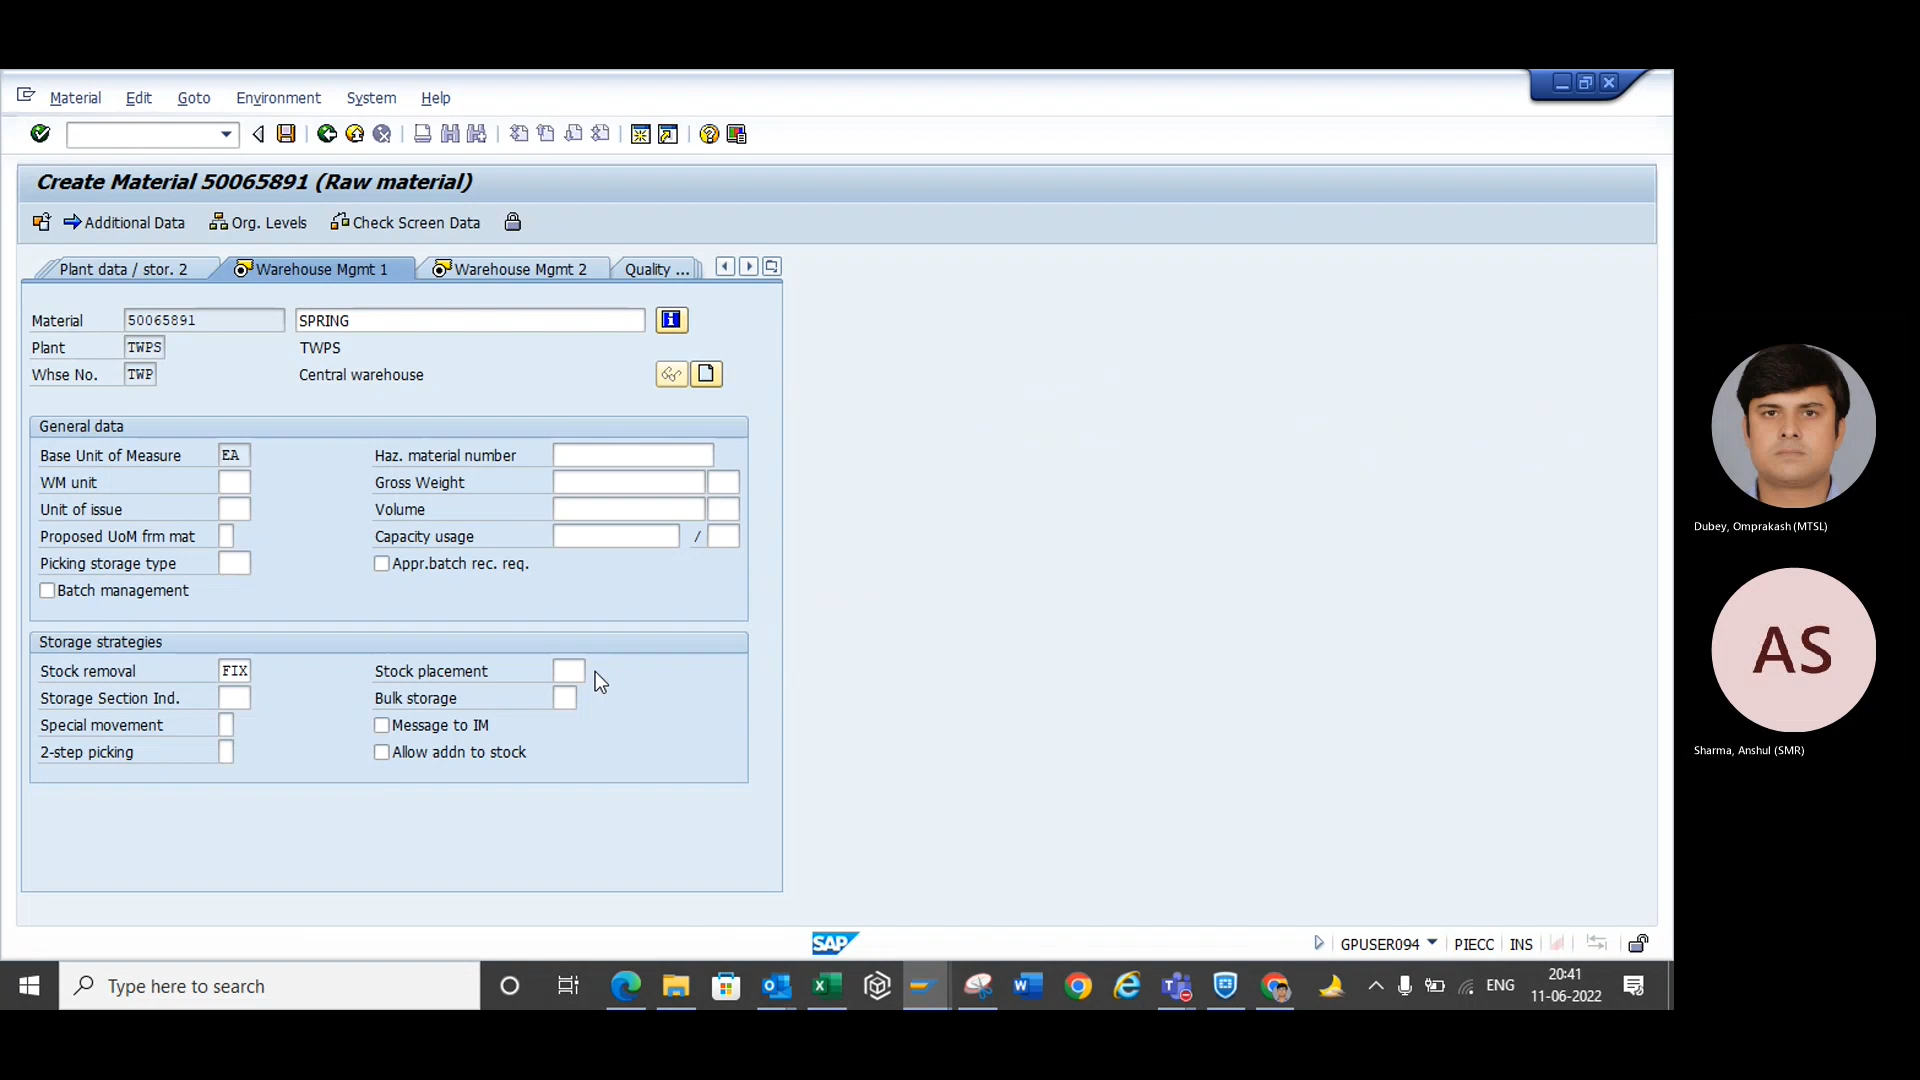 Material Edit Goto Environment System Help
Create Material 50065891 (Raw material)
Additional Data Org. Levels Check Screen Data
Plant data / stor. 2 Warehouse Mgmt 1 Warehouse Mgmt 2 Quality ...
Material 50065891 SPRING
Plant TWPS TWPS
Whse No. TWP Central warehouse
General data
Base Unit of Measure EA Haz. material number
WM unit Gross Weight
Unit of issue Volume
Proposed UoM frm mat Capacity usage /
Picking storage type Appr.batch rec. req.
Batch management
Storage strategies
Stock removal FIX Stock placement
Storage Section Ind. Bulk storage
Special movement Message to IM
2-step picking Allow addn to stock
Dubey, Omprakash (MTSL)
AS
Sharma, Anshul (SMR)
SAP GPUSER094 PIECC INS
Type here to search ENG 20:41
11-06-2022